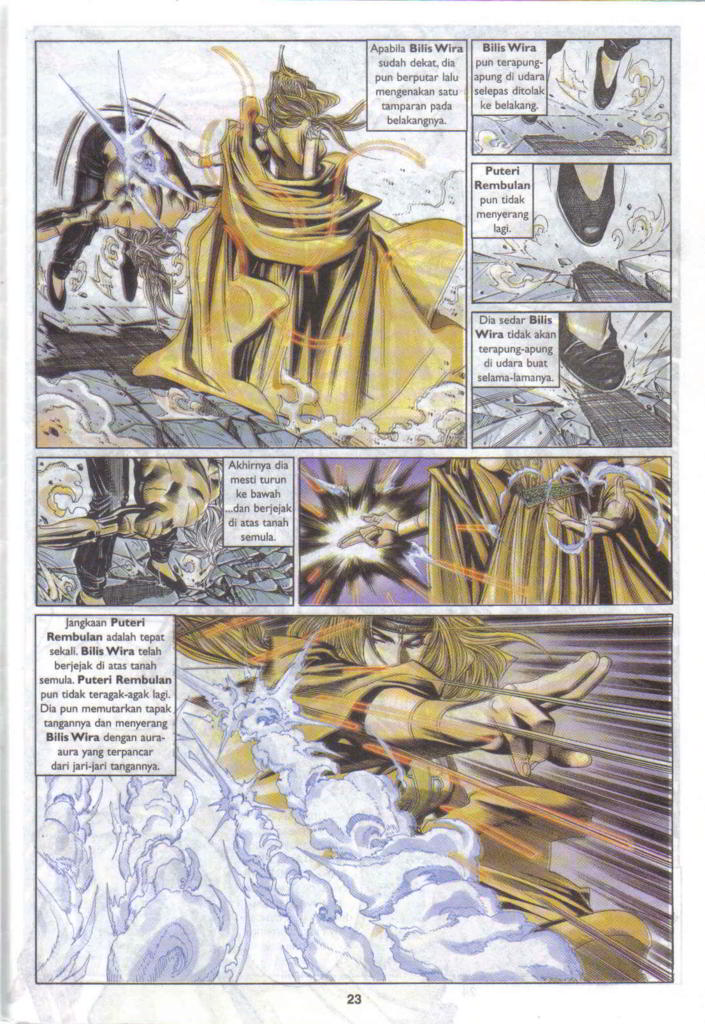 Apabila Bilis Wira
sudah dekat, dia
pun berputar lalu
mengenakan satu
tamparan pada
belakangnya.
Bilis Wira
pun terapung-
apung di udara
selepas ditolak
ke belakang.
Puteri
Rembulan
pun tidak
menyerang
lagi.
Dia sedar Bilis
Wira tidak akan
terapung-apung
di udara buat
selama-lamanya.
Akhirnya dia
mesti turun
ke bawah
...dan berjejak
di atas tanah
semula.
Jangkaan Puteri
Rembulan adalah tepat
sekali. Bilis Wira telah
berjejak di atas tanah
semula. Puteri Rembulan
pun tidak teragak-agak lagi.
Dia pun memutarkan tapak
tangannya dan menyerang
Bilis Wira dengan aura-
aura yang terpancar
dari jari-jari tangannya.
23